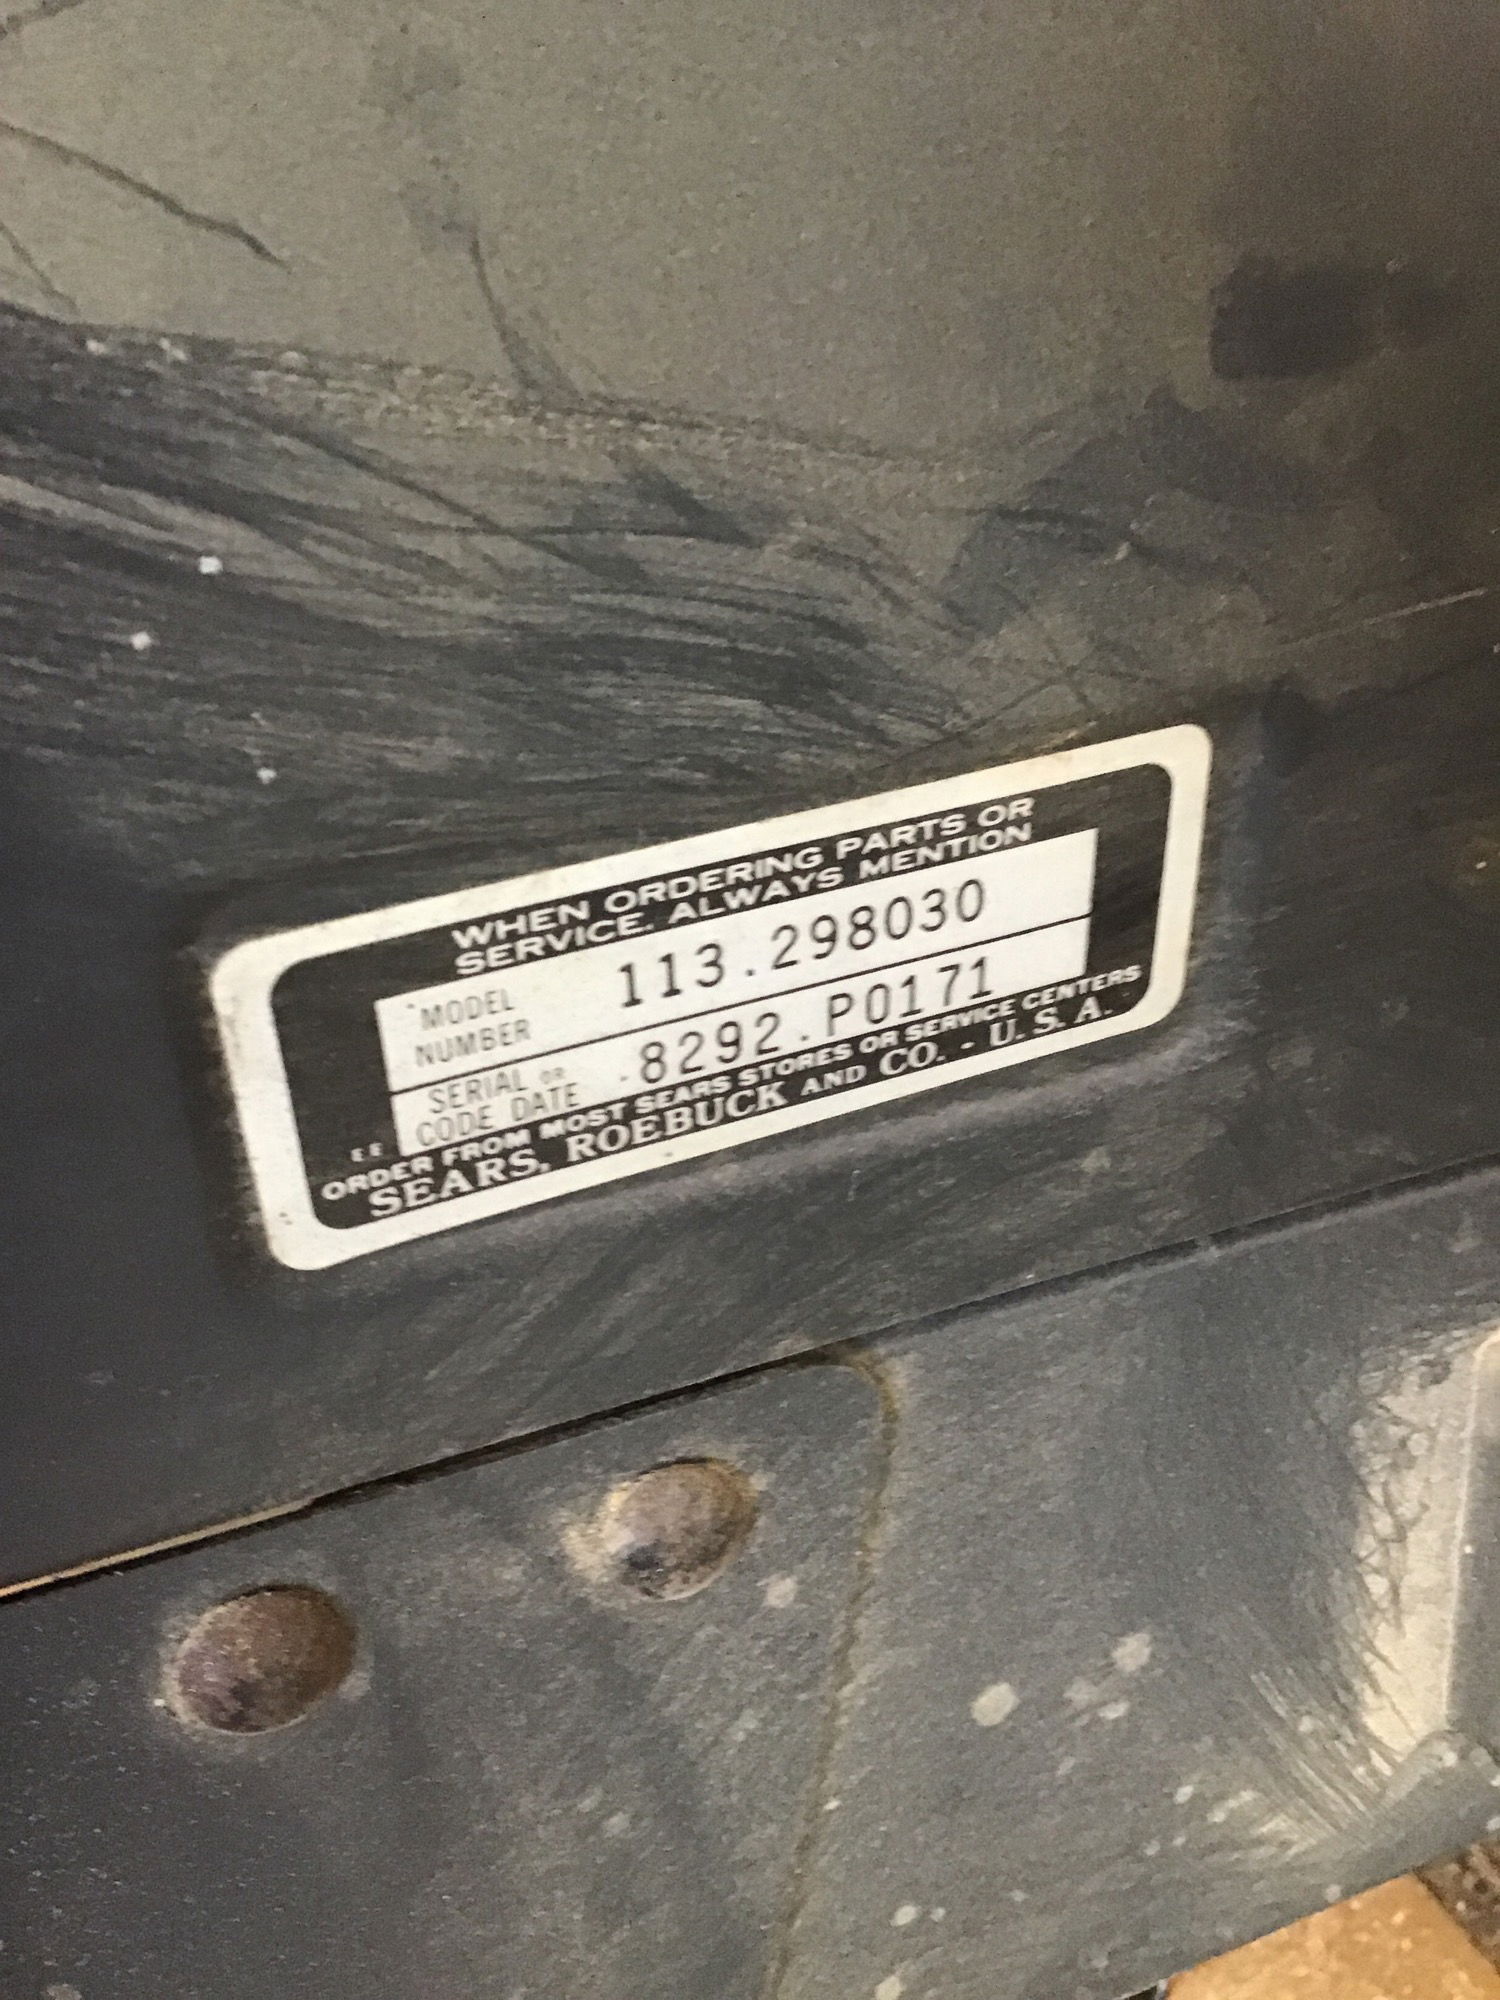 WHEN ORDERING PARTS OR
SERVICE, ALWAYS MENTION
MODEL
NUMBER
113.298030
SERIAL OR
CODE DATE
.8292.P0171
E E
ORDER FROM MOST SEARS STORES OR SERVICE CENTERS
SEARS, ROEBUCK AND CO. - U.S.A.